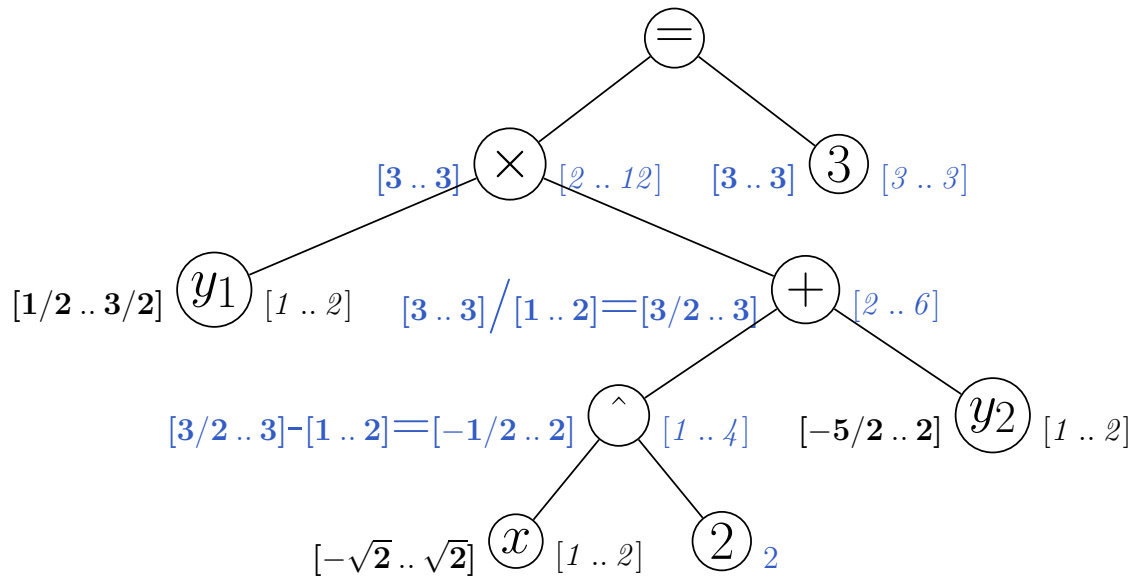 =
[3 .. 3] × [2 .. 12] [3 .. 3] 3 [3 .. 3]
[1/2 .. 3/2] y₁ [1 .. 2] [3 .. 3]/[1 .. 2]=[3/2 .. 3] + [2 .. 6]
[3/2 .. 3]-[1 .. 2]=[−1/2 .. 2] ^ [1 .. 4] [−5/2 .. 2] y₂ [1 .. 2]
[−√2 .. √2] x [1 .. 2] 2 2